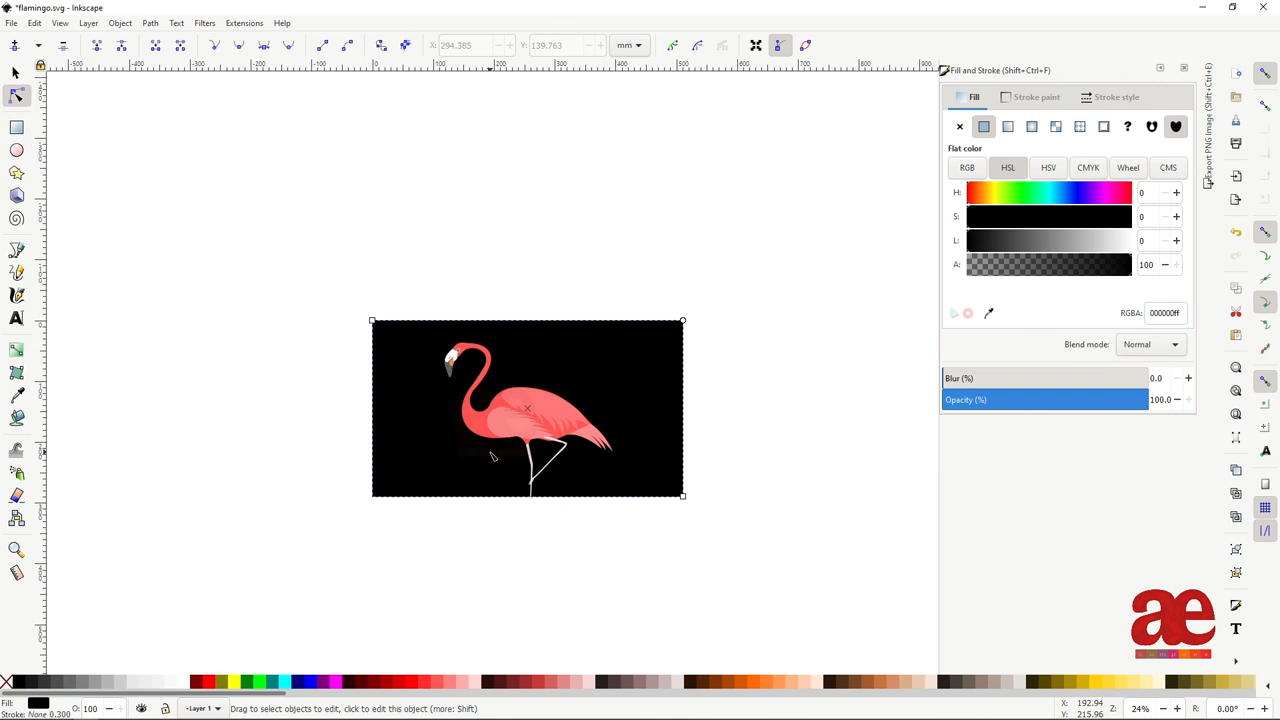 *flamingo.svg - Inkscape
File Edit View Layer Object Path Text Filters Extensions Help
X: 294.385 Y: 139.763 mm
Fill and Stroke (Shift+Ctrl+F)
Fill Stroke paint Stroke style
Flat color
RGB HSL HSV CMYK Wheel CMS
H: 0
S: 0
L: 0
A: 100
RGBA: 000000ff
Blend mode: Normal
Blur (%) 0.0
Opacity (%) 100.0
Export PNG Image (Shift+Ctrl+E)
æ
Fill: O: 100 -Layer 1 Drag to select objects to edit, click to edit this object (more: Shift) X: 192.94 Z: 24% R: 0.00°
Stroke: None 0.300 Y: 215.96